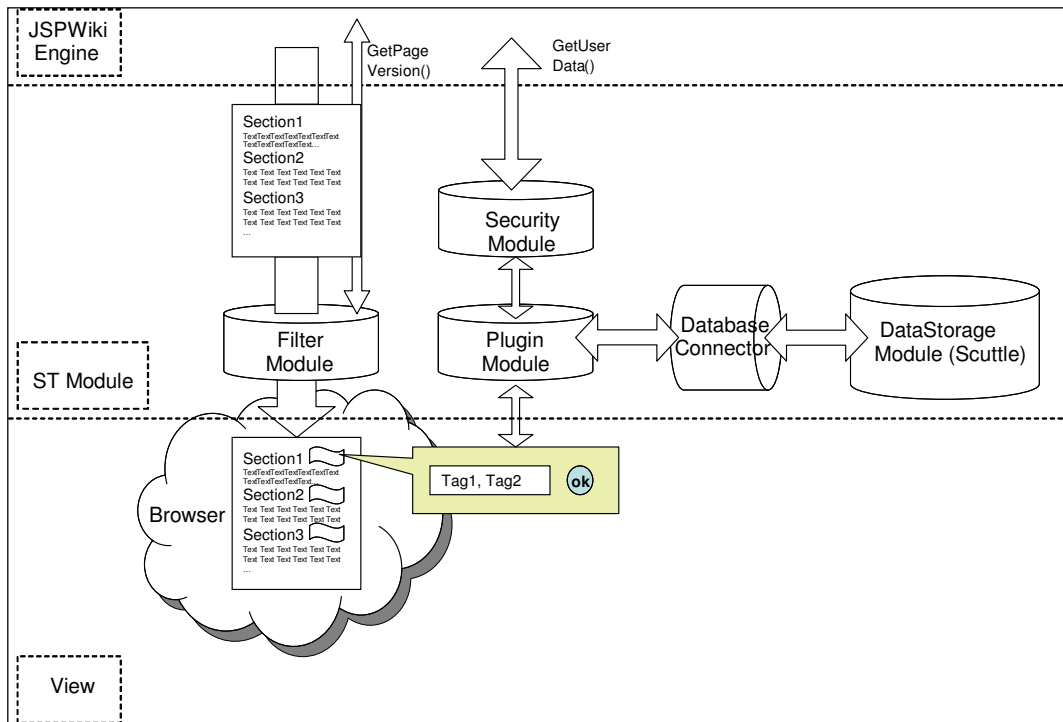 JSPWiki
Engine
GetPage
Version()
GetUser
Data()
Section1
TextTextTextTextTextTextText
TextTextTextTextText...
Section2
Text Text Text Text Text Text
Text Text Text Text Text Text
Section3
Text Text Text Text Text Text
Text Text Text Text Text Text
...
Security
Module
Filter
Module
Plugin
Module
Database
Connector
DataStorage
Module (Scuttle)
ST Module
Browser
Section1
TextTextTextTextTextTextText
TextTextTextTextText...
Section2
Text Text Text Text Text Text
Text Text Text Text Text Text
Section3
Text Text Text Text Text Text
Text Text Text Text Text Text
...
Tag1, Tag2
ok
View